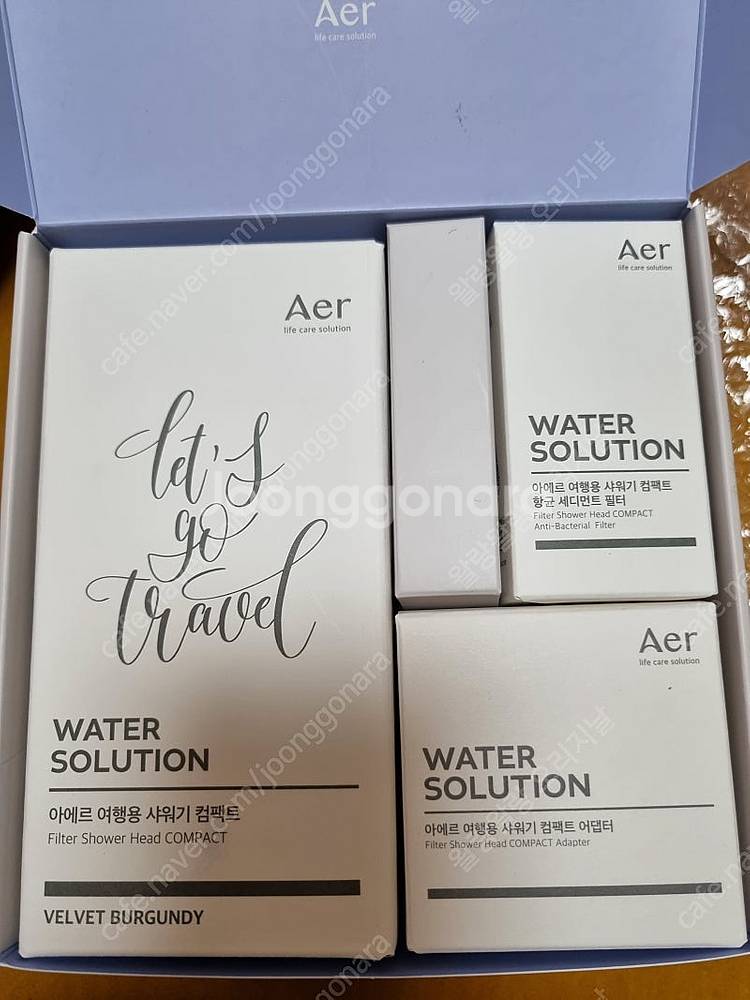 Aer
life care solution
Aer
life care solution
let's
go
travel
WATER
SOLUTION
아에르 여행용 샤워기 컴팩트
Filter Shower Head COMPACT
VELVET BURGUNDY
Aer
life care solution
WATER
SOLUTION
아에르 여행용 샤워기 컴팩트
항균 세디먼트 필터
Filter Shower Head COMPACT
Anti-Bacterial Filter
Aer
life care solution
WATER
SOLUTION
아에르 여행용 샤워기 컴팩트 어댑터
Filter Shower Head COMPACT Adapter
joonggonara
cafe.naver.com/joonggonara
cafe.naver.com/joonggonara
cafe.naver.com/joonggonara